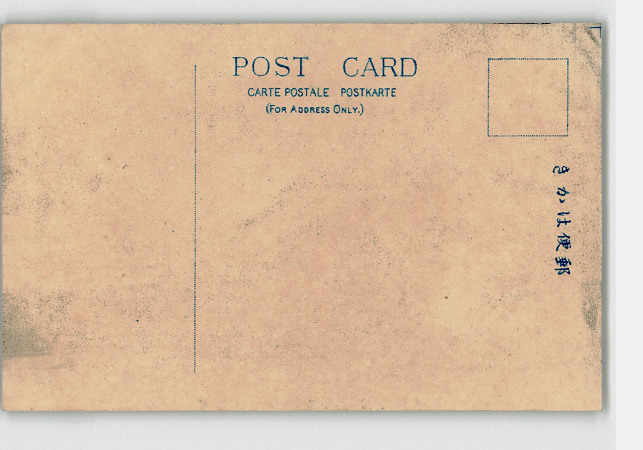 POST CARD
CARTE POSTALE POSTKARTE
(FOR ADDRESS ONLY.)
きかは便郵